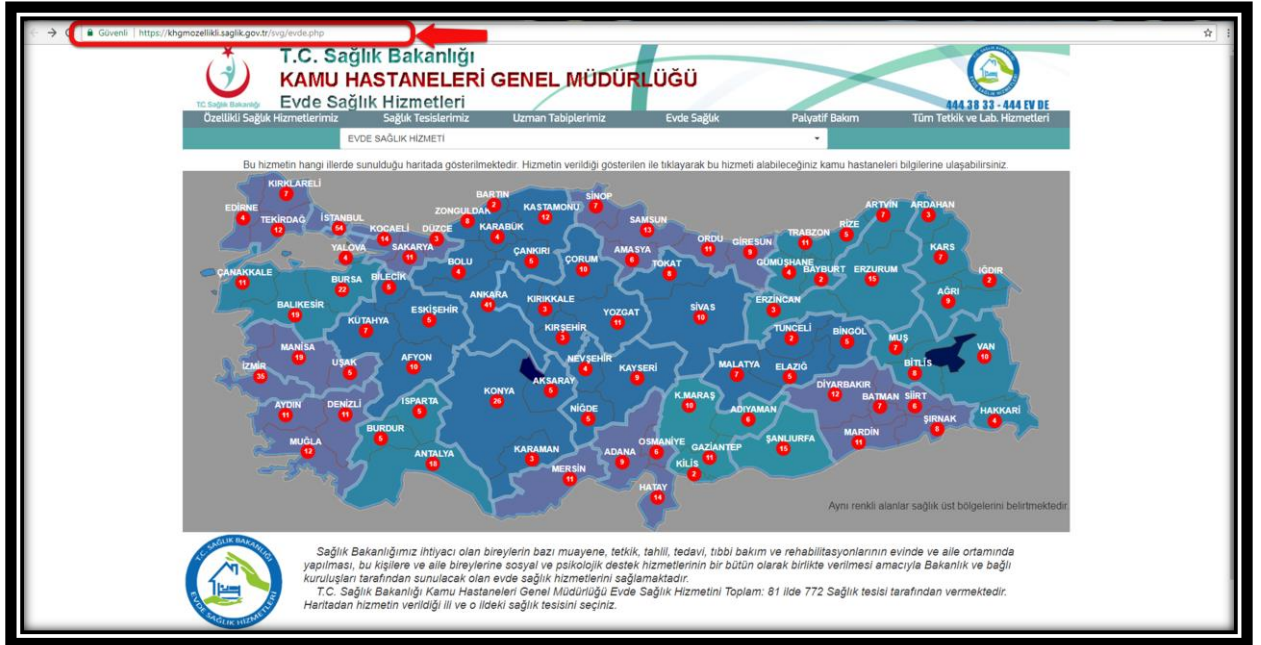 Güvenli | https://khgmozellikli.saglik.gov.tr/svg/evde.php
T.C. Sağlık Bakanlığı
KAMU HASTANELERİ GENEL MÜDÜRLÜĞÜ
Evde Sağlık Hizmetleri
TC Sağlık Bakanlığı
444 38 33 - 444 EV DE
Özellikli Sağlık Hizmetlerimiz Sağlık Tesislerimiz Uzman Tabiplerimiz Evde Sağlık Palyatif Bakım Tüm Tetkik ve Lab. Hizmetleri
EVDE SAĞLIK HİZMETİ
Bu hizmetin hangi illerde sunulduğu haritada gösterilmektedir. Hizmetin verildiği gösterilen ile tıklayarak bu hizmeti alabileceğiniz kamu hastaneleri bilgilerine ulaşabilirsiniz.
KIRKLARELİ 7
EDİRNE 4
TEKİRDAĞ 12
İSTANBUL 54
KOCAELİ 14
YALOVA 4
SAKARYA 11
DÜZCE 3
ZONGULDAK 8
BARTIN 2
KARABÜK 4
KASTAMONU 12
SİNOP 7
SAMSUN 13
ORDU 11
GİRESUN 9
TRABZON 11
RİZE 5
ARTVİN 7
ARDAHAN 3
KARS 7
IĞDIR 2
AĞRI 9
ERZURUM 15
BAYBURT 2
GÜMÜŞHANE 4
ERZİNCAN 3
TOKAT 8
AMASYA 6
ÇORUM 10
ÇANKIRI 5
BOLU 4
BİLECİK 5
BURSA 22
ÇANAKKALE 11
BALIKESİR 19
KÜTAHYA 7
ESKİŞEHİR 5
ANKARA 41
KIRIKKALE 3
KIRŞEHİR 3
YOZGAT 11
SİVAS 10
TUNCELİ 2
BİNGÖL 5
MUŞ 7
BİTLİS 8
VAN 10
HAKKARİ 4
ŞIRNAK 8
SİİRT 6
BATMAN 7
DİYARBAKIR 12
MARDİN 11
ELAZIĞ 5
MALATYA 7
KAYSERİ 9
NEVŞEHİR 4
AKSARAY 5
NİĞDE 5
KONYA 26
AFYON 10
UŞAK 5
MANİSA 19
İZMİR 35
AYDIN 11
DENİZLİ 11
MUĞLA 12
BURDUR 5
ISPARTA 5
ANTALYA 18
KARAMAN 3
MERSİN 11
ADANA 9
OSMANİYE 6
HATAY 14
K.MARAŞ 10
GAZİANTEP 11
KİLİS 2
ADIYAMAN 6
ŞANLIURFA 15
Aynı renkli alanlar sağlık üst bölgelerini belirtmektedir.
T.C. SAĞLIK BAKANLIĞI
EVDE SAĞLIK HİZMETLERİ
Sağlık Bakanlığımız ihtiyacı olan bireylerin bazı muayene, tetkik, tahlil, tedavi, tıbbi bakım ve rehabilitasyonlarının evinde ve aile ortamında
yapılması, bu kişilere ve aile bireylerine sosyal ve psikolojik destek hizmetlerinin bir bütün olarak birlikte verilmesi amacıyla Bakanlık ve bağlı
kuruluşları tarafından sunulacak olan evde sağlık hizmetlerini sağlamaktadır.
T.C. Sağlık Bakanlığı Kamu Hastaneleri Genel Müdürlüğü Evde Sağlık Hizmetini Toplam: 81 ilde 772 Sağlık tesisi tarafından vermektedir.
Haritadan hizmetin verildiği ili ve o ildeki sağlık tesisini seçiniz.